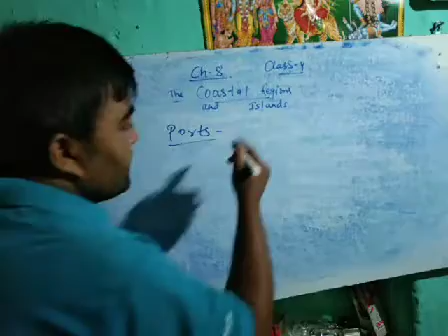 Ch-8. Class-4
The Coastal Regions
and Islands
Ports -